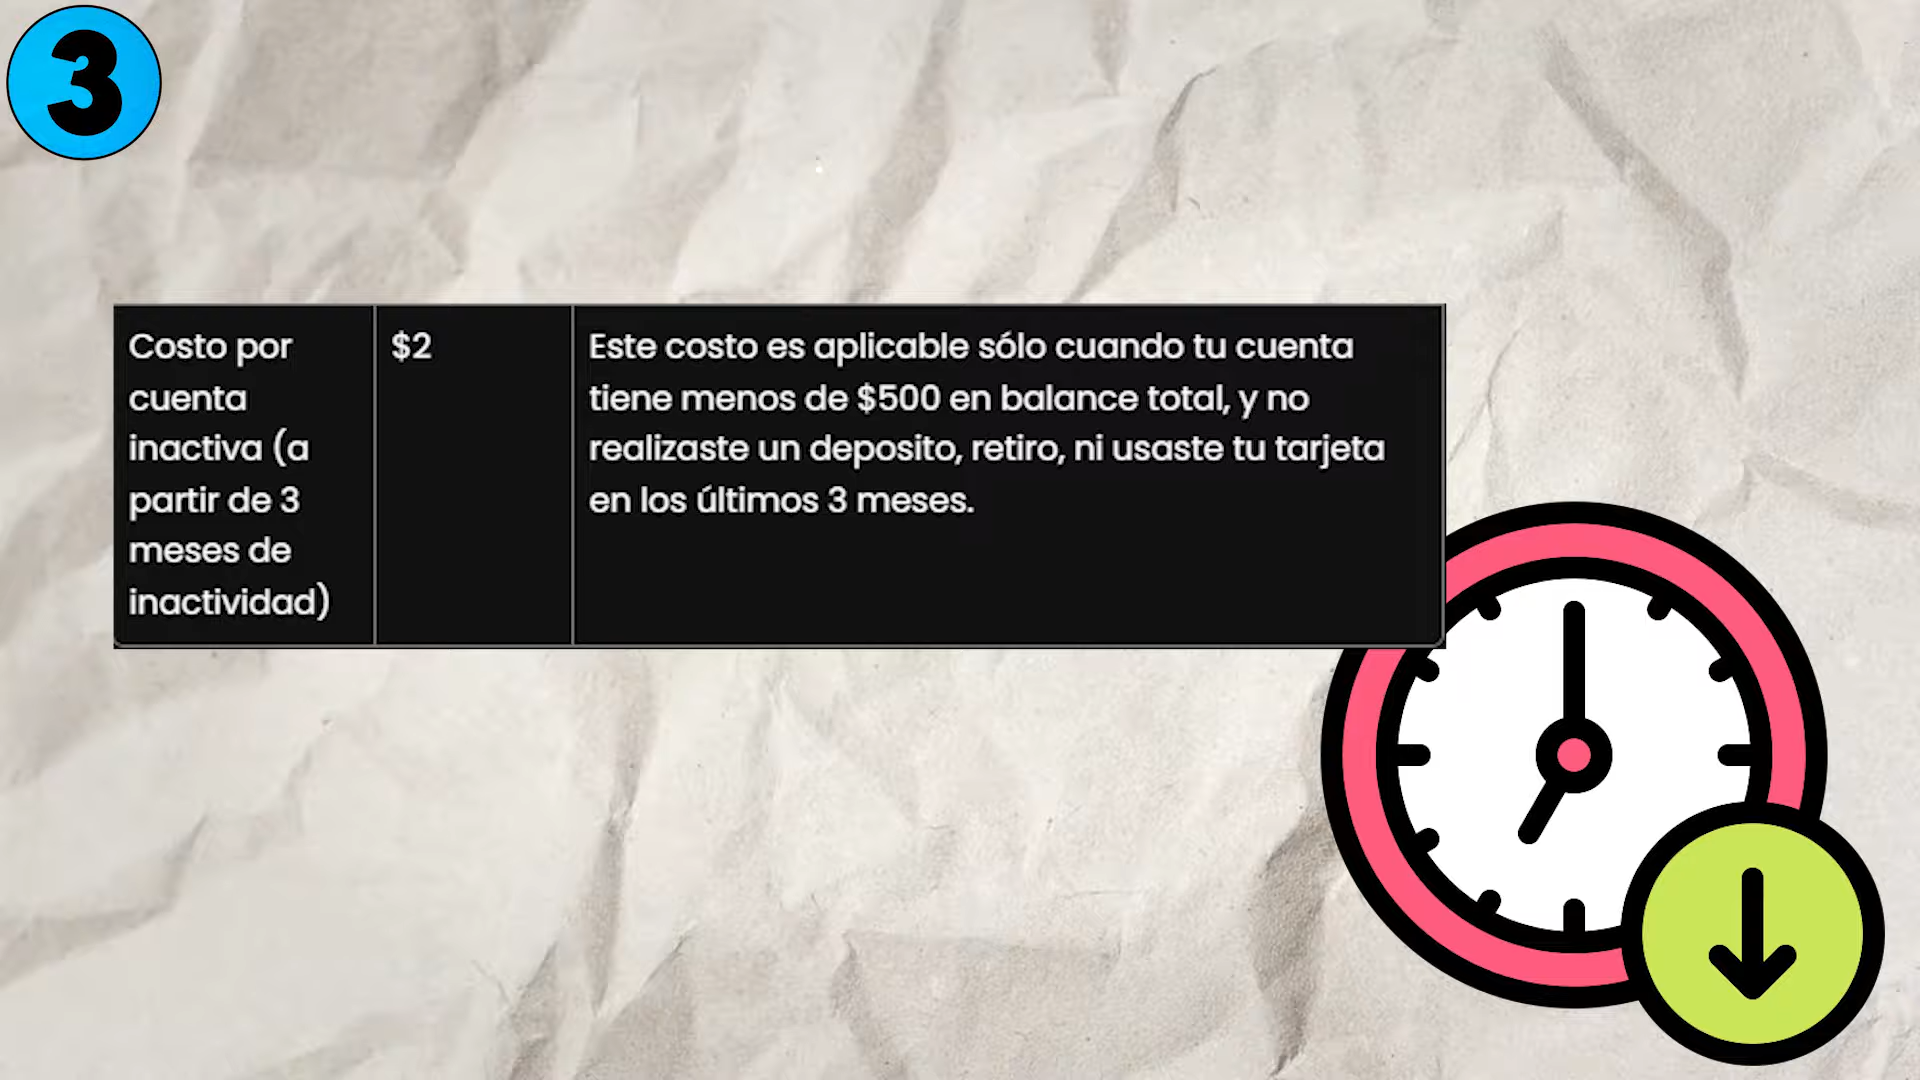 3
Costo por
cuenta
inactiva (a
partir de 3
meses de
inactividad)
$2
Este costo es aplicable sólo cuando tu cuenta
tiene menos de $500 en balance total, y no
realizaste un deposito, retiro, ni usaste tu tarjeta
en los últimos 3 meses.